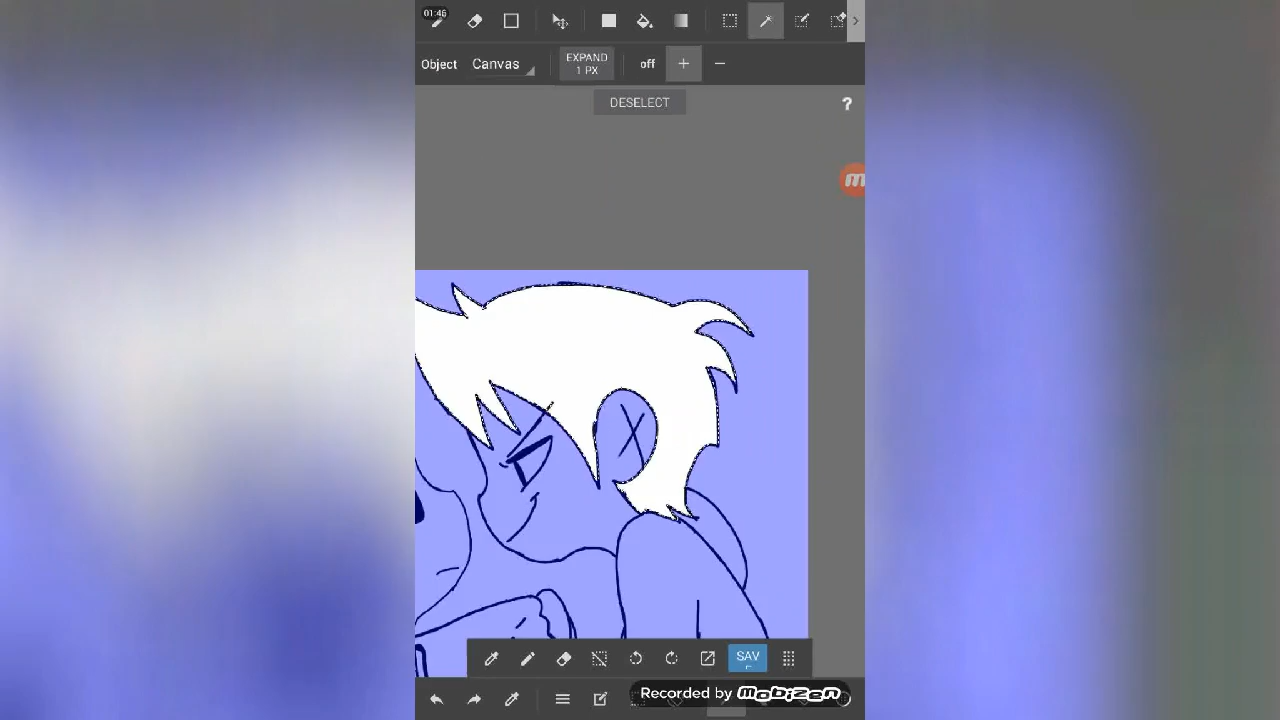 01:46
Object Canvas EXPAND 1 PX off + −
DESELECT
?
SAV
Recorded by mobizen